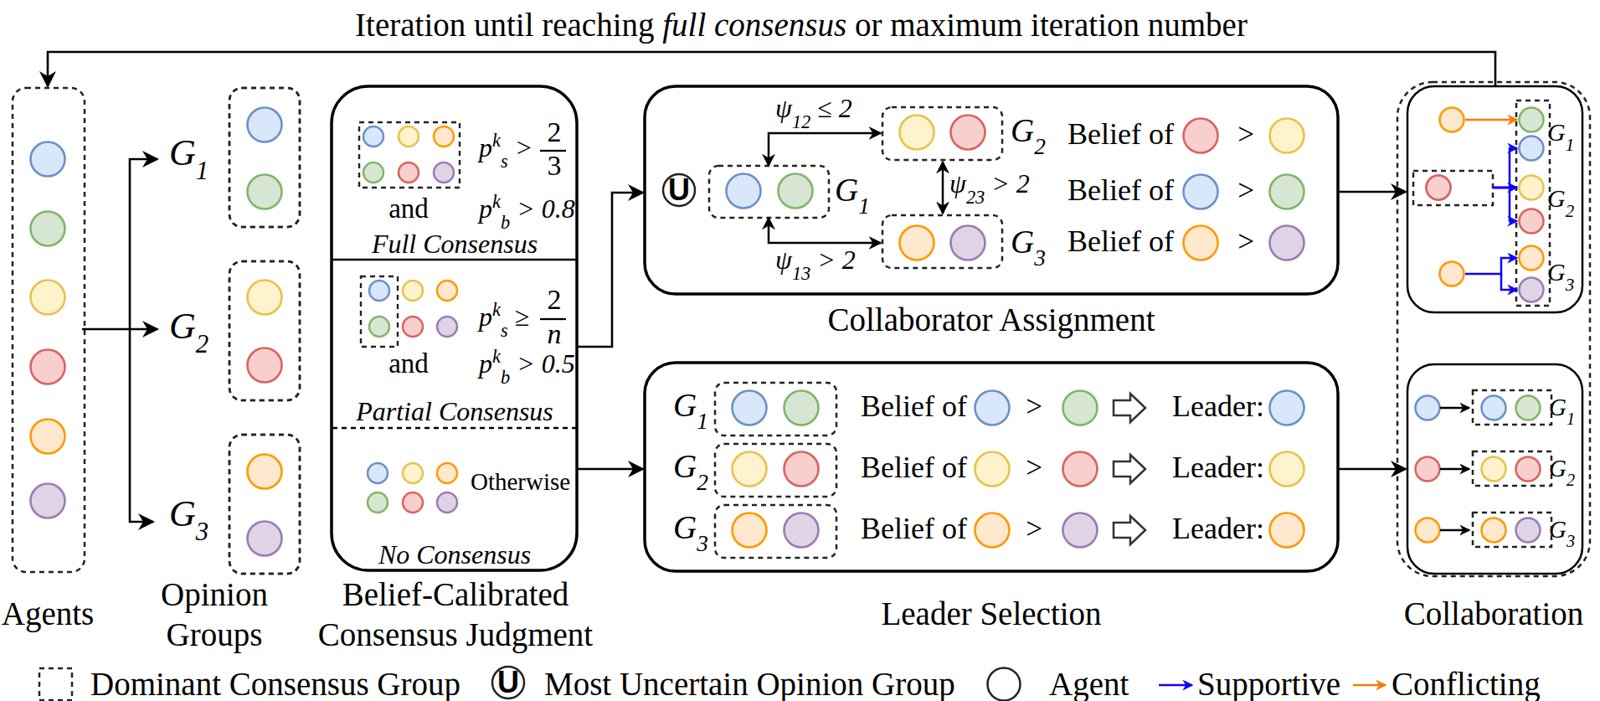 Iteration until reaching full consensus or maximum iteration number
G1
G2
G3
p^k_s > 2/3
and p^k_b > 0.8
Full Consensus
p^k_s ≥ 2/n
and p^k_b > 0.5
Partial Consensus
Otherwise
No Consensus
ψ12 ≤ 2
G2 Belief of >
U G1 ψ23 > 2 Belief of >
G3 Belief of >
ψ13 > 2
Collaborator Assignment
G1 Belief of > Leader:
G2 Belief of > Leader:
G3 Belief of > Leader:
G1
G2
G3
G1
G2
G3
Agents
Opinion
Groups
Belief-Calibrated
Consensus Judgment
Leader Selection
Collaboration
Dominant Consensus Group U Most Uncertain Opinion Group Agent Supportive Conflicting